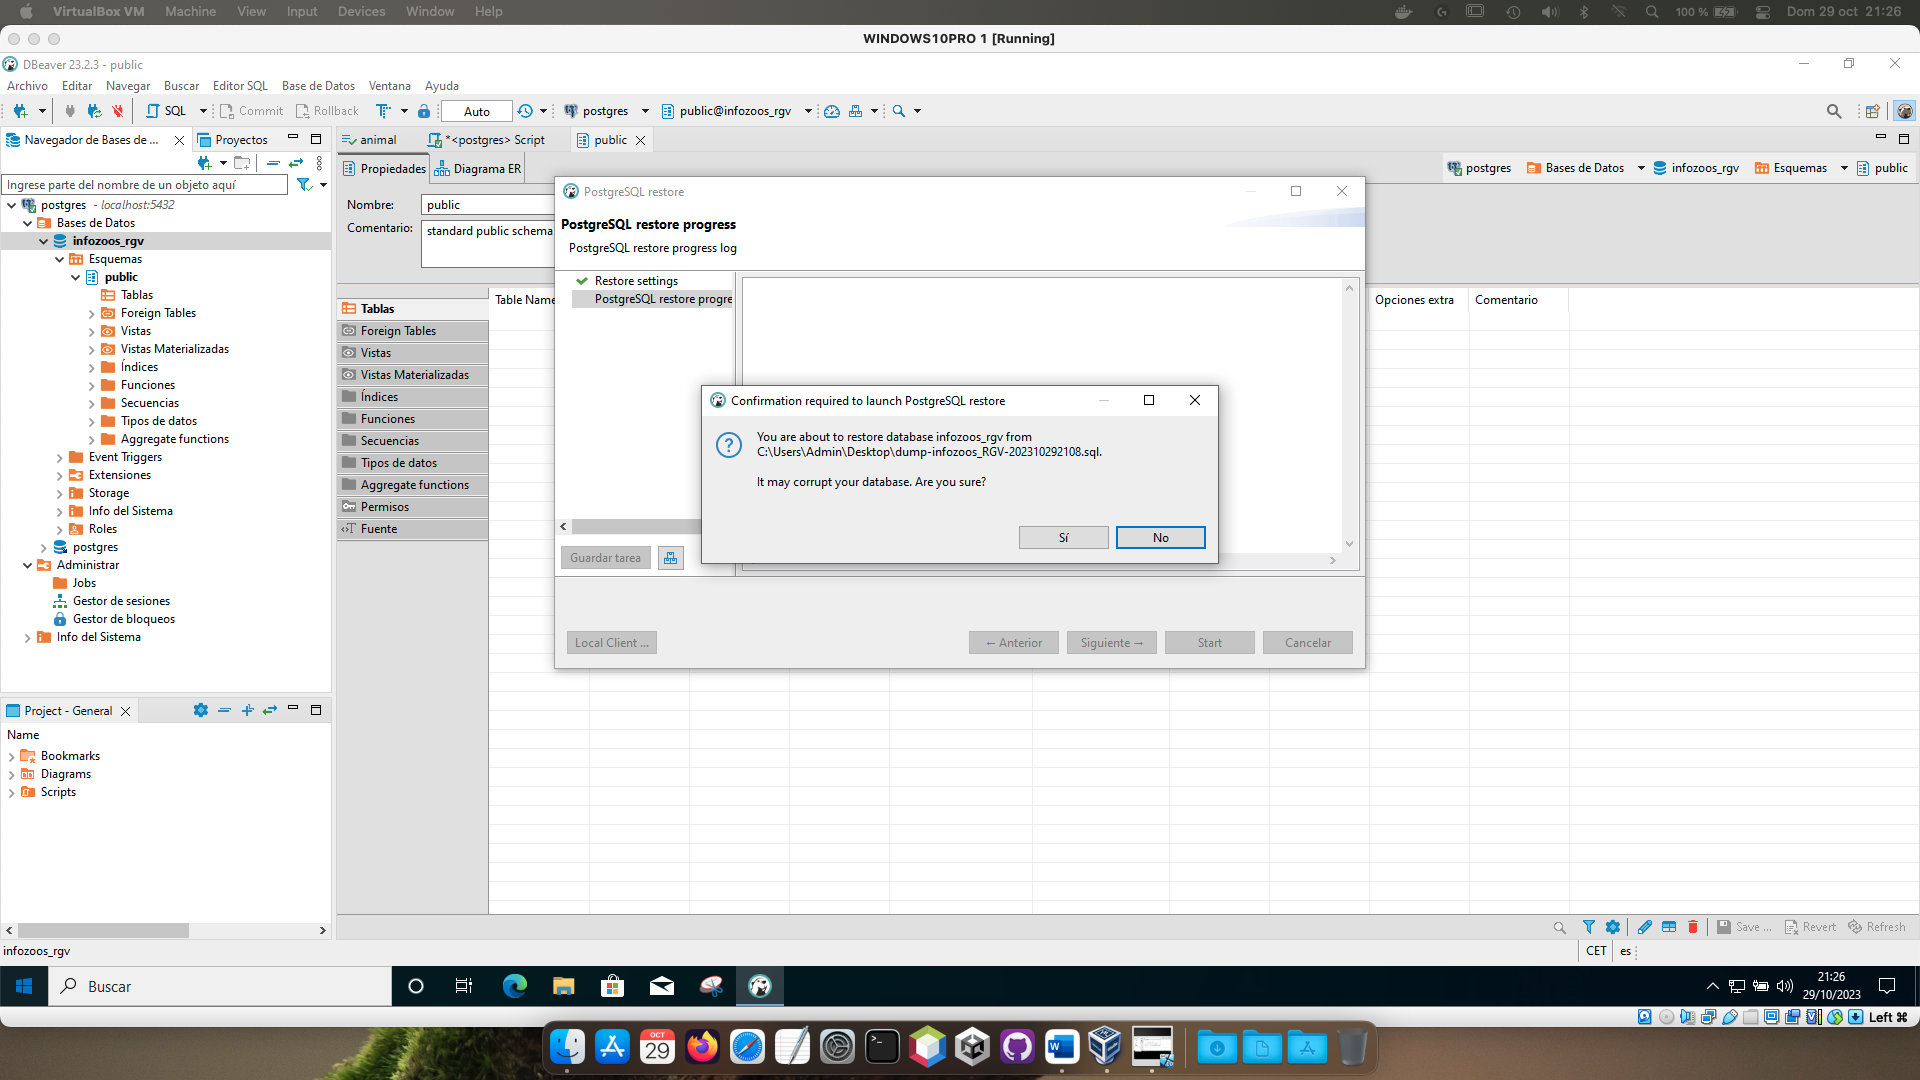 VirtualBox VM Machine View Input Devices Window Help
100 % Dom 29 oct 21:26
WINDOWS10PRO 1 [Running]
DBeaver 23.2.3 - public
Archivo Editar Navegar Buscar Editor SQL Base de Datos Ventana Ayuda
SQL Commit Rollback Auto postgres public@infozoos_rgv
Navegador de Bases de ... Proyectos
animal *<postgres> Script public
Ingrese parte del nombre de un objeto aquí
postgres - localhost:5432
Bases de Datos
infozoos_rgv
Esquemas
public
Tablas
Foreign Tables
Vistas
Vistas Materializadas
Índices
Funciones
Secuencias
Tipos de datos
Aggregate functions
Event Triggers
Extensiones
Storage
Info del Sistema
Roles
postgres
Administrar
Jobs
Gestor de sesiones
Gestor de bloqueos
Info del Sistema
Project - General
Name
Bookmarks
Diagrams
Scripts
infozoos_rgv
Propiedades Diagrama ER
postgres Bases de Datos infozoos_rgv Esquemas public
Nombre: public
Comentario: standard public schema
Tablas
Foreign Tables
Vistas
Vistas Materializadas
Índices
Funciones
Secuencias
Tipos de datos
Aggregate functions
Permisos
Fuente
Table Name Opciones extra Comentario
PostgreSQL restore
PostgreSQL restore progress
PostgreSQL restore progress log
Restore settings
PostgreSQL restore progre
Guardar tarea
Local Client ... ← Anterior Siguiente → Start Cancelar
Confirmation required to launch PostgreSQL restore
You are about to restore database infozoos_rgv from
C:\Users\Admin\Desktop\dump-infozoos_RGV-202310292108.sql.
It may corrupt your database. Are you sure?
Sí No
Save ... Revert Refresh
CET es
Buscar
21:26
29/10/2023
Left ⌘
OCT
29